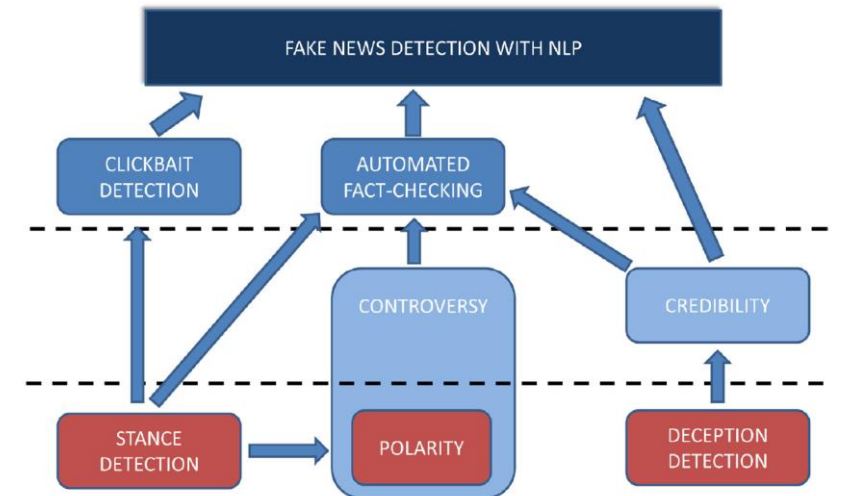 FAKE NEWS DETECTION WITH NLP
CLICKBAIT
DETECTION
AUTOMATED
FACT-CHECKING
CONTROVERSY
CREDIBILITY
STANCE
DETECTION
POLARITY
DECEPTION
DETECTION